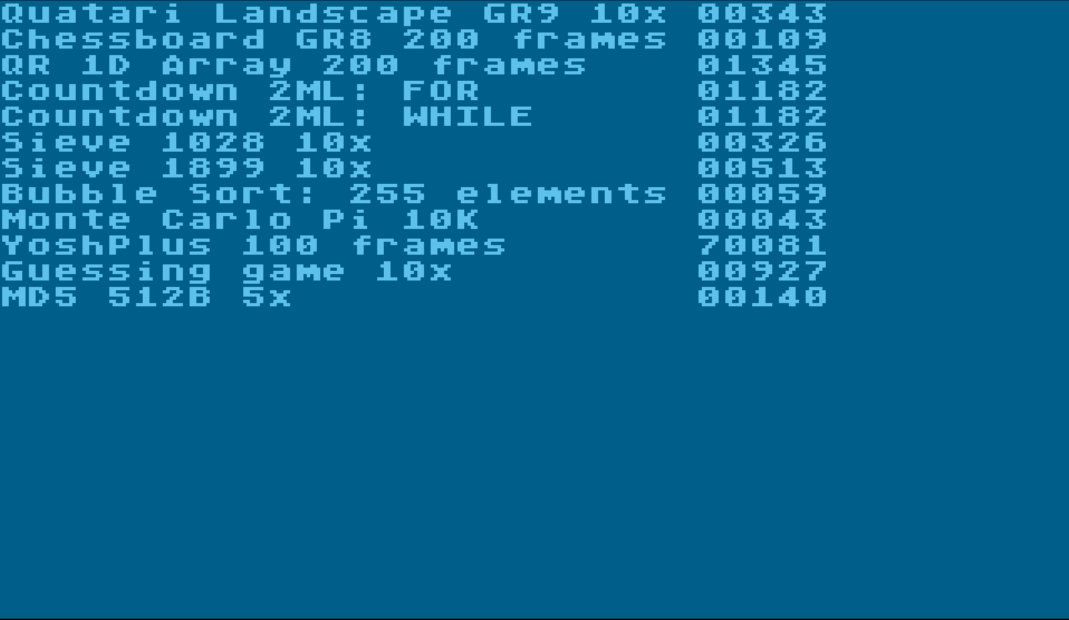 Quatari Landscape GR9 10x 00343
Chessboard GR8 200 frames 00109
QR 1D Array 200 frames 01345
Countdown 2ML: FOR 01182
Countdown 2ML: WHILE 01182
Sieve 1028 10x 00326
Sieve 1899 10x 00513
Bubble Sort: 255 elements 00059
Monte Carlo Pi 10K 00043
YoshPlus 100 frames 70081
Guessing game 10x 00927
MD5 512B 5x 00140